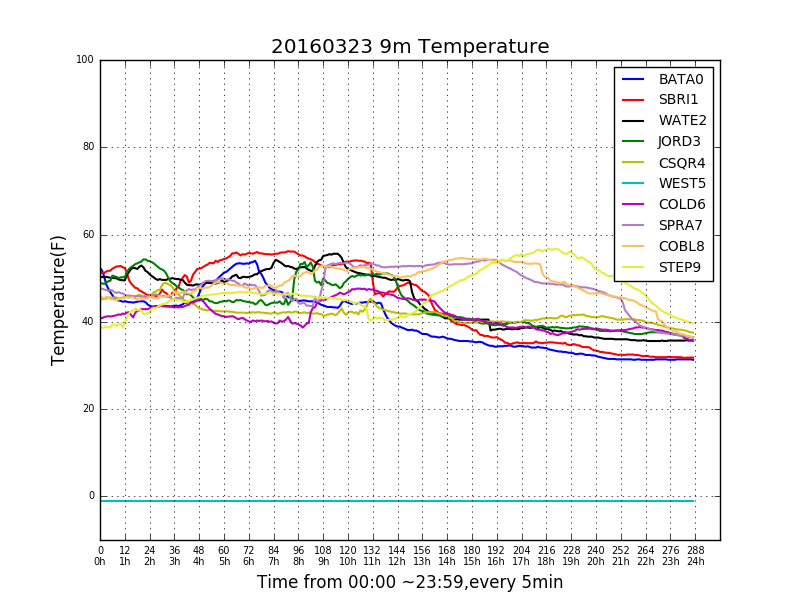 20160323 9m Temperature
100
80
60
40
20
0
Temperature(F)
BATA0
SBRI1
WATE2
JORD3
CSQR4
WEST5
COLD6
SPRA7
COBL8
STEP9
0 12 24 36 48 60 72 84 96 108 120 132 144 156 168 180 192 204 216 228 240 252 264 276 288
0h 1h 2h 3h 4h 5h 6h 7h 8h 9h 10h 11h 12h 13h 14h 15h 16h 17h 18h 19h 20h 21h 22h 23h 24h
Time from 00:00 ~23:59,every 5min